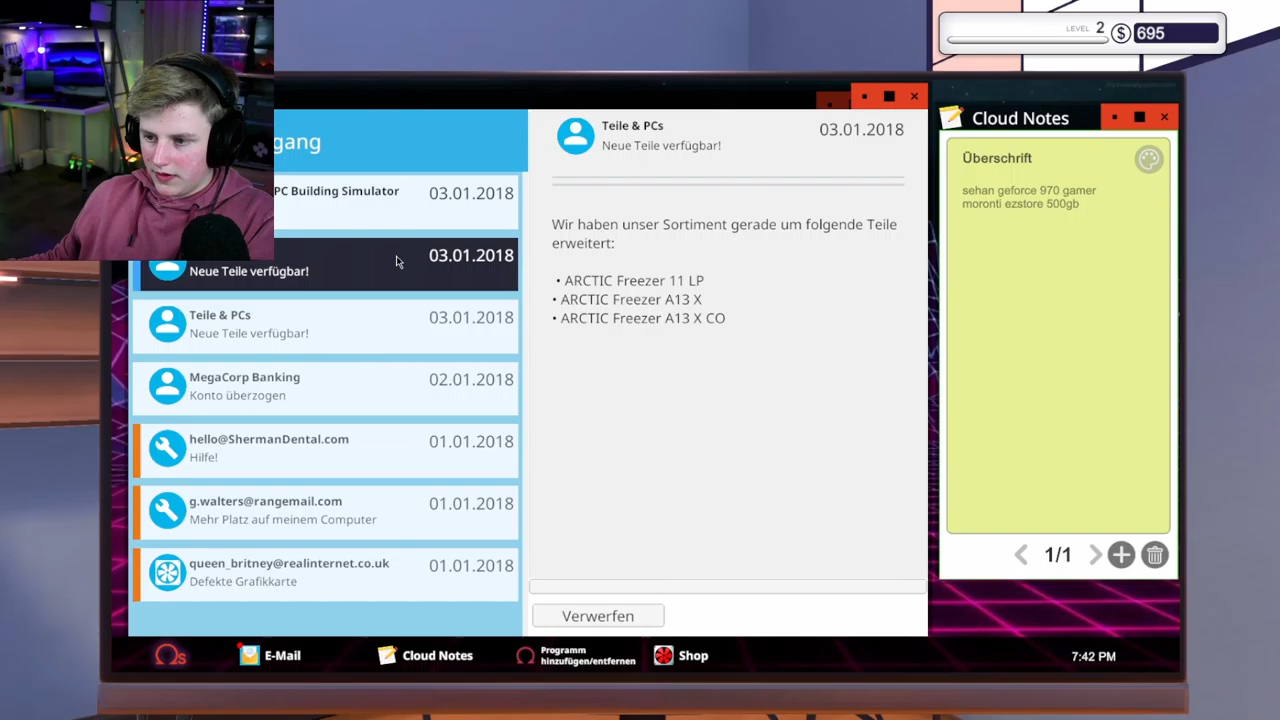 LEVEL 2 $ 695
gang
PC Building Simulator 03.01.2018
03.01.2018
Neue Teile verfügbar!
Teile & PCs 03.01.2018
Neue Teile verfügbar!
MegaCorp Banking 02.01.2018
Konto überzogen
hello@ShermanDental.com 01.01.2018
Hilfe!
g.walters@rangemail.com 01.01.2018
Mehr Platz auf meinem Computer
queen_britney@realinternet.co.uk 01.01.2018
Defekte Grafikkarte
Teile & PCs 03.01.2018
Neue Teile verfügbar!
Wir haben unser Sortiment gerade um folgende Teile
erweitert:
• ARCTIC Freezer 11 LP
• ARCTIC Freezer A13 X
• ARCTIC Freezer A13 X CO
Verwerfen
Cloud Notes
Überschrift
sehan geforce 970 gamer
moronti ezstore 500gb
1/1
E-Mail
Cloud Notes
Programm
hinzufügen/entfernen
Shop
7:42 PM